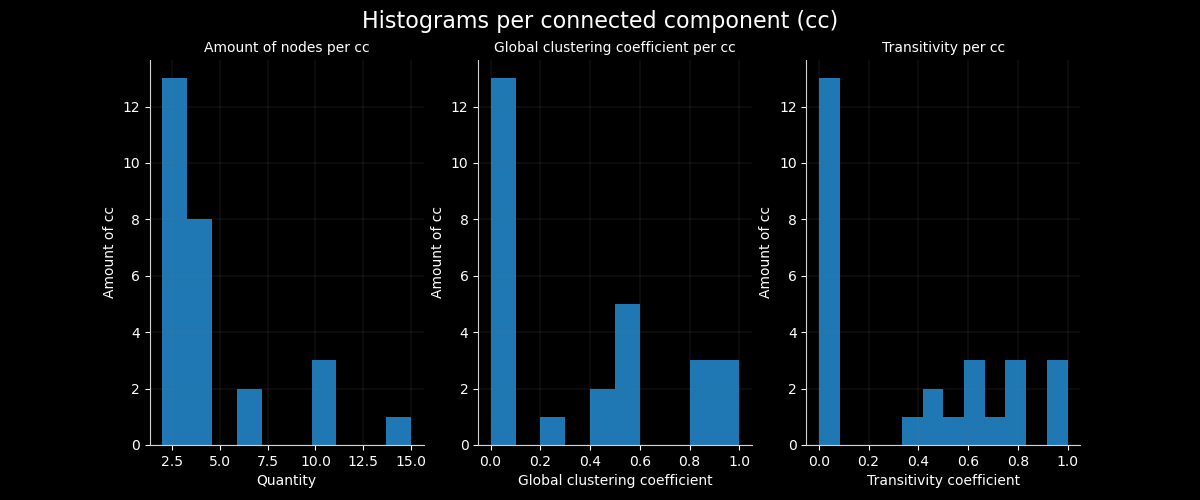 Histograms per connected component (cc)
Amount of nodes per cc
Amount of cc
12
10
8
6
4
2
0
2.5 5.0 7.5 10.0 12.5 15.0
Quantity
Global clustering coefficient per cc
Amount of cc
12
10
8
6
4
2
0
0.0 0.2 0.4 0.6 0.8 1.0
Global clustering coefficient
Transitivity per cc
Amount of cc
12
10
8
6
4
2
0
0.0 0.2 0.4 0.6 0.8 1.0
Transitivity coefficient